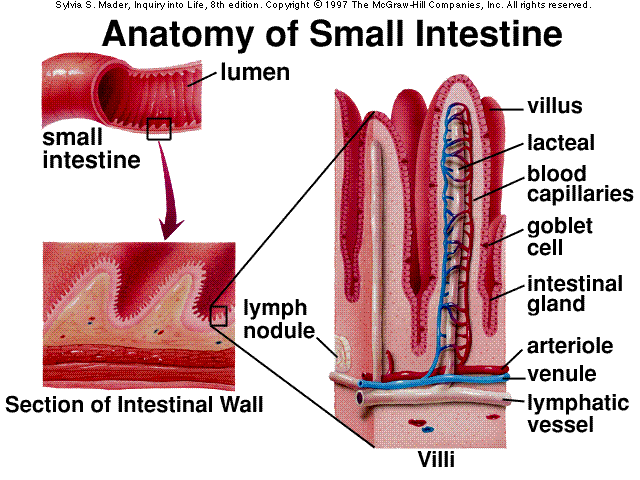 Sylvia S. Mader, Inquiry into Life, 8th edition. Copyright © 1997 The McGraw-Hill Companies, Inc. All rights reserved.
Anatomy of Small Intestine
lumen
small
intestine
villus
lacteal
blood
capillaries
goblet
cell
intestinal
gland
lymph
nodule
arteriole
venule
lymphatic
vessel
Section of Intestinal Wall
Villi